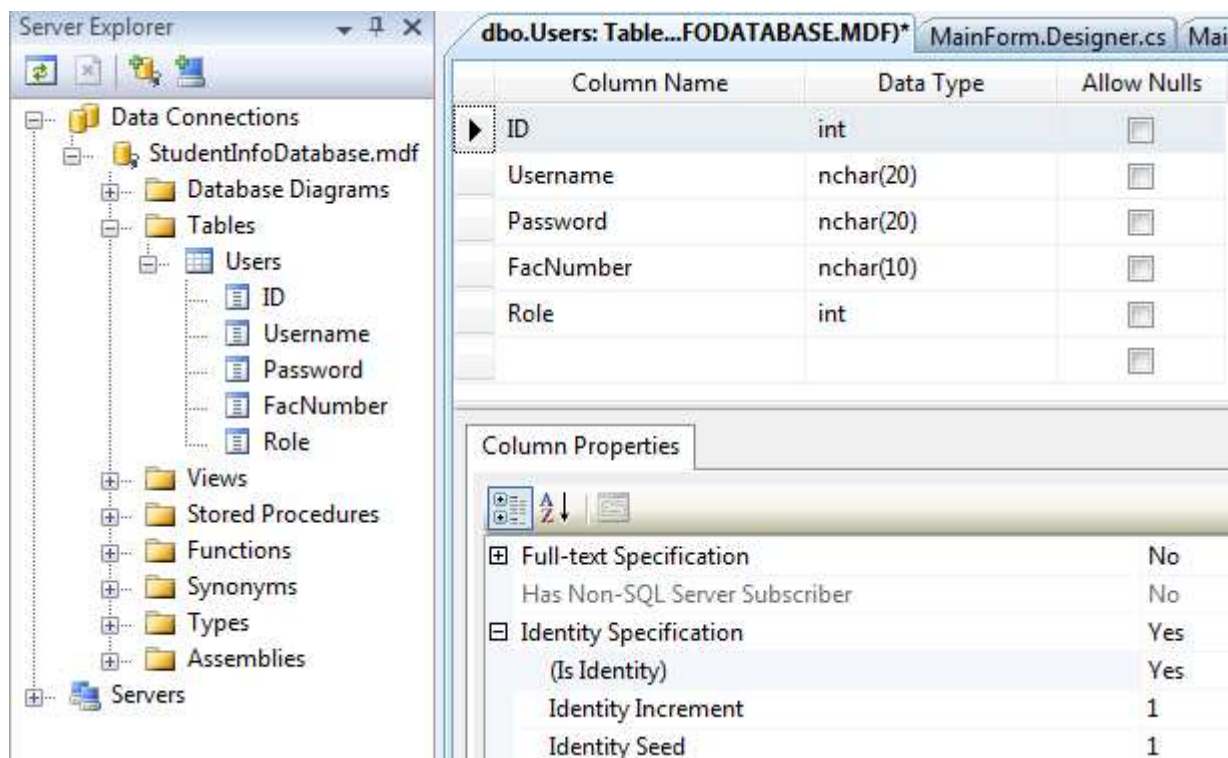 Server Explorer
Data Connections
StudentInfoDatabase.mdf
Database Diagrams
Tables
Users
ID
Username
Password
FacNumber
Role
Views
Stored Procedures
Functions
Synonyms
Types
Assemblies
Servers
dbo.Users: Table...FODATABASE.MDF)* MainForm.Designer.cs Mai
Column Name Data Type Allow Nulls
ID int
Username nchar(20)
Password nchar(20)
FacNumber nchar(10)
Role int
Column Properties
Full-text Specification No
Has Non-SQL Server Subscriber No
Identity Specification Yes
(Is Identity) Yes
Identity Increment 1
Identity Seed 1